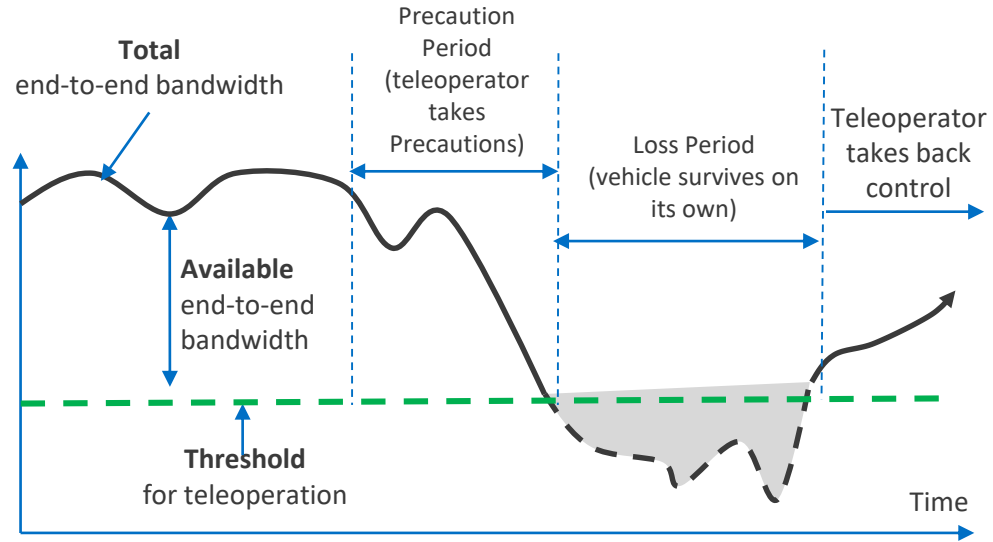 Total
end-to-end bandwidth
Precaution
Period
(teleoperator
takes
Precautions)
Loss Period
(vehicle survives on
its own)
Teleoperator
takes back
control
Available
end-to-end
bandwidth
Threshold
for teleoperation
Time